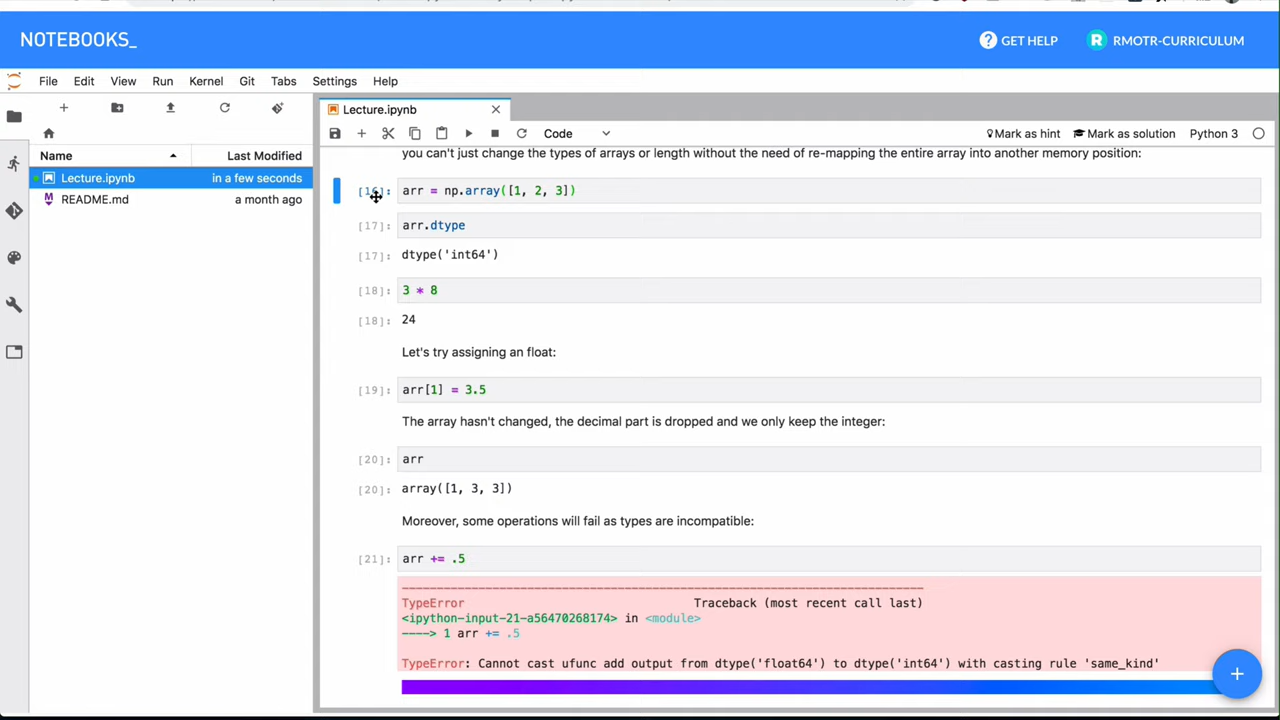 NOTEBOOKS_
? GET HELP
R RMOTR-CURRICULUM
File Edit View Run Kernel Git Tabs Settings Help
Lecture.ipynb
Code
Mark as hint
Mark as solution
Python 3
Name Last Modified
Lecture.ipynb in a few seconds
README.md a month ago
you can't just change the types of arrays or length without the need of re-mapping the entire array into another memory position:
[16]: arr = np.array([1, 2, 3])
[17]: arr.dtype
[17]: dtype('int64')
[18]: 3 * 8
[18]: 24
Let's try assigning an float:
[19]: arr[1] = 3.5
The array hasn't changed, the decimal part is dropped and we only keep the integer:
[20]: arr
[20]: array([1, 3, 3])
Moreover, some operations will fail as types are incompatible:
[21]: arr += .5
---------------------------------------------------------------------------
TypeError Traceback (most recent call last)
<ipython-input-21-a56470268174> in <module>
----> 1 arr += .5
TypeError: Cannot cast ufunc add output from dtype('float64') to dtype('int64') with casting rule 'same_kind'